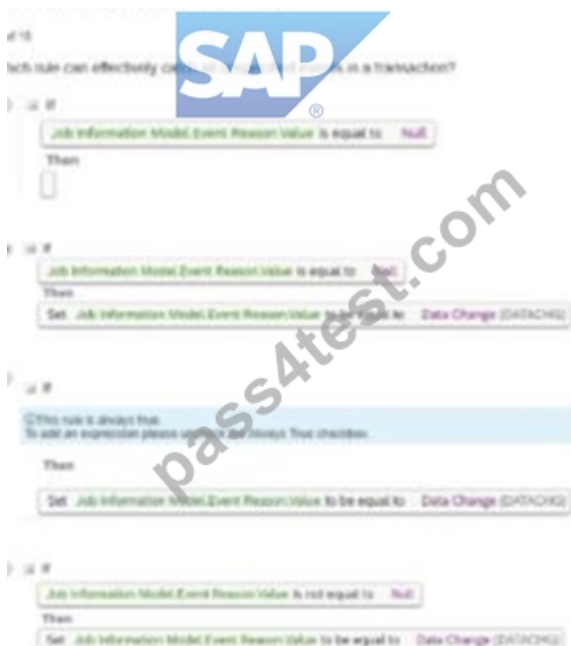 SAP
®
rule can effectively in a transaction?
If
Job Information Model.Event Reason.Value is equal to Null
Then
If
Job Information Model.Event Reason.Value is equal to Null
Then
Set Job Information Model.Event Reason.Value to be equal to Data Change (DATACHG)
If
This rule is always true.
To add an expression please the Always True checkbox.
Then
Set Job Information Model.Event Reason.Value to be equal to Data Change (DATACHG)
If
Job Information Model.Event Reason.Value is not equal to Null
Then
Set Job Information Model.Event Reason.Value to be equal to Data Change (DATACHG)
pass4test.com